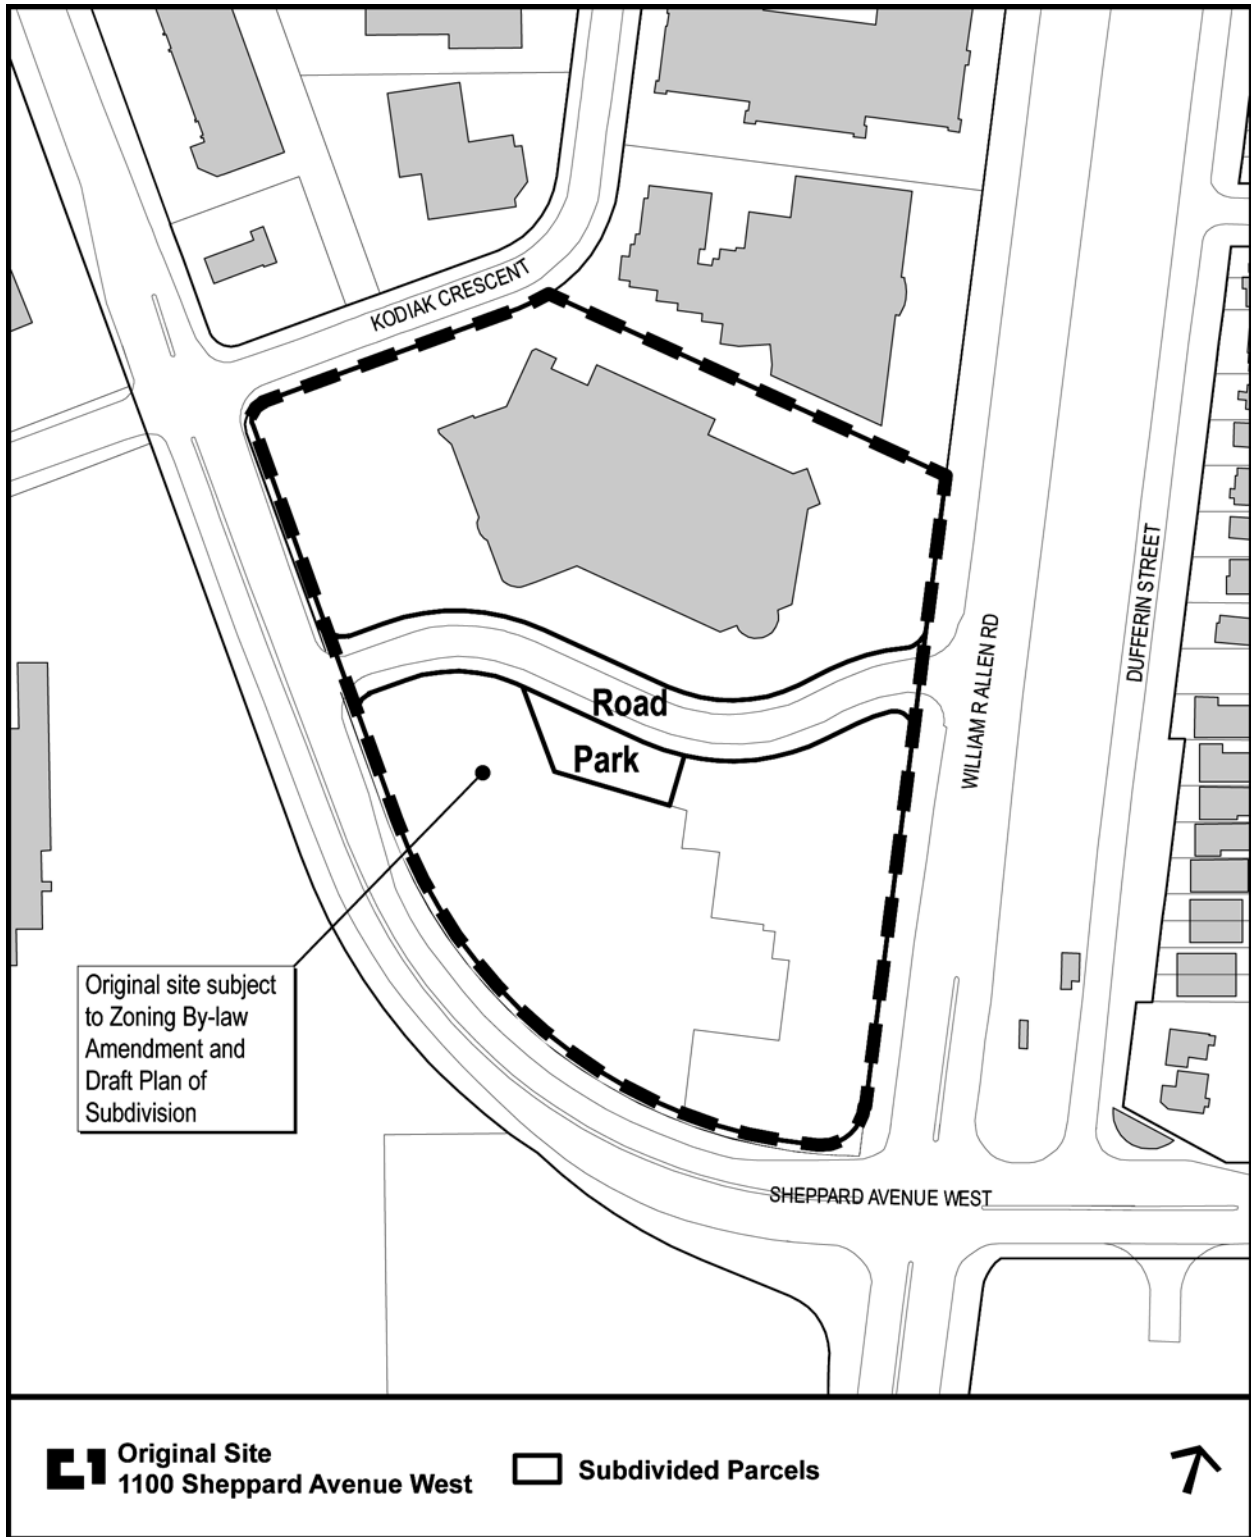 KODIAK CRESCENT
DUFFERIN STREET
WILLIAM R ALLEN RD
Road
Park
Original site subject
to Zoning By-law
Amendment and
Draft Plan of
Subdivision
SHEPPARD AVENUE WEST
Original Site
1100 Sheppard Avenue West
Subdivided Parcels